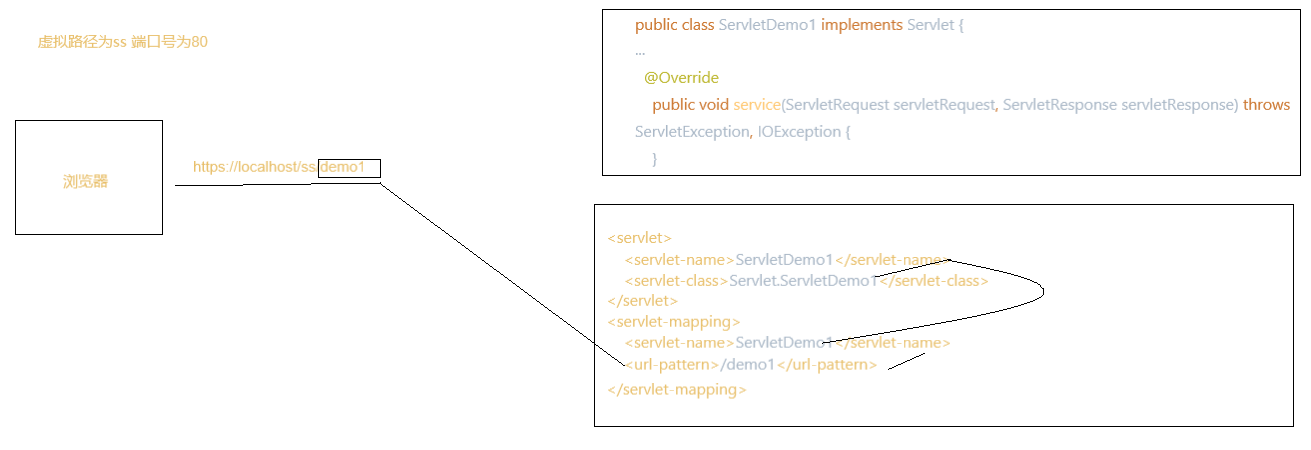 虚拟路径为ss 端口号为80
浏览器
https://localhost/ss/demo1
public class ServletDemo1 implements Servlet {
...
@Override
public void service(ServletRequest servletRequest, ServletResponse servletResponse) throws
ServletException, IOException {
}
<servlet>
<servlet-name>ServletDemo1</servlet-name>
<servlet-class>Servlet.ServletDemo1</servlet-class>
</servlet>
<servlet-mapping>
<servlet-name>ServletDemo1</servlet-name>
<url-pattern>/demo1</url-pattern>
</servlet-mapping>